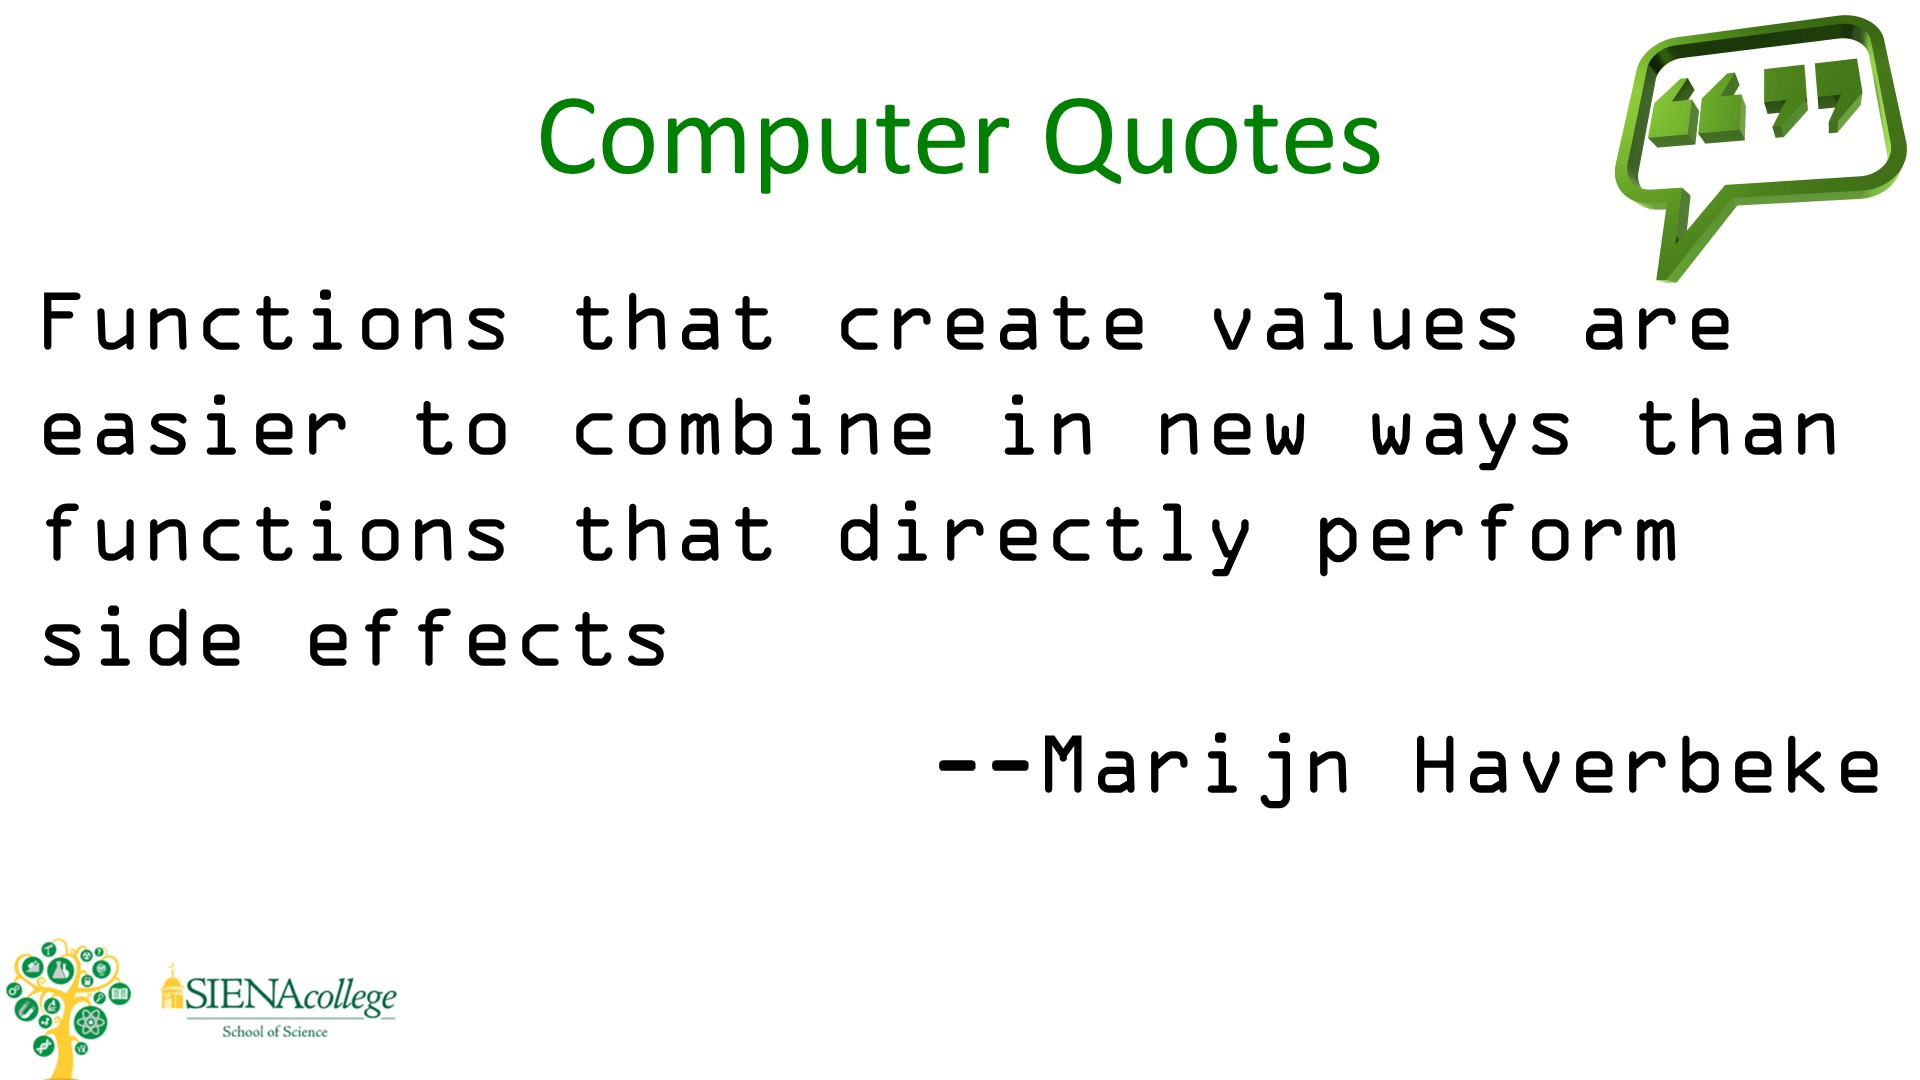 Computer Quotes
Functions that create values are
easier to combine in new ways than
functions that directly perform
side effects
--Marijn Haverbeke
SIENAcollege
School of Science